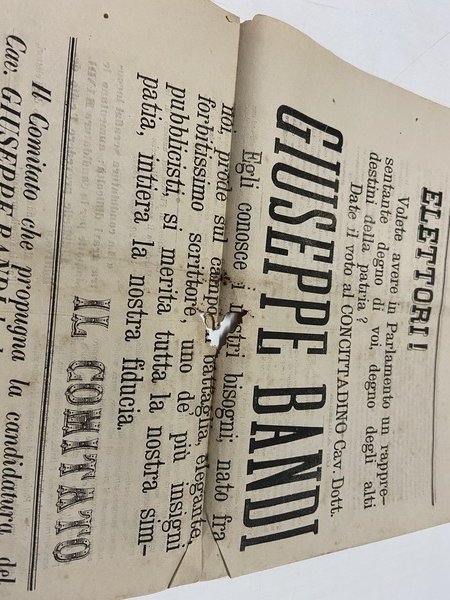 ELETTORI!
Volete avere in Parlamento un rappre-
sentante degno di voi, degno degli alti
destini della patria?
Date il voto al CONCITTADINO Cav. Dott.
GIUSEPPE BANDI
Egli conosce i bisogni, nato fra
noi, prode sul campo battaglia, elegante,
forbitissimo scrittore, uno de' più insigni
pubblicisti, si merita tutta la nostra sim-
patia, intiera la nostra fiducia.
IL COMITATO
Il Comitato che propugna la candidatura del
Cav. GIUSEPPE BANDI